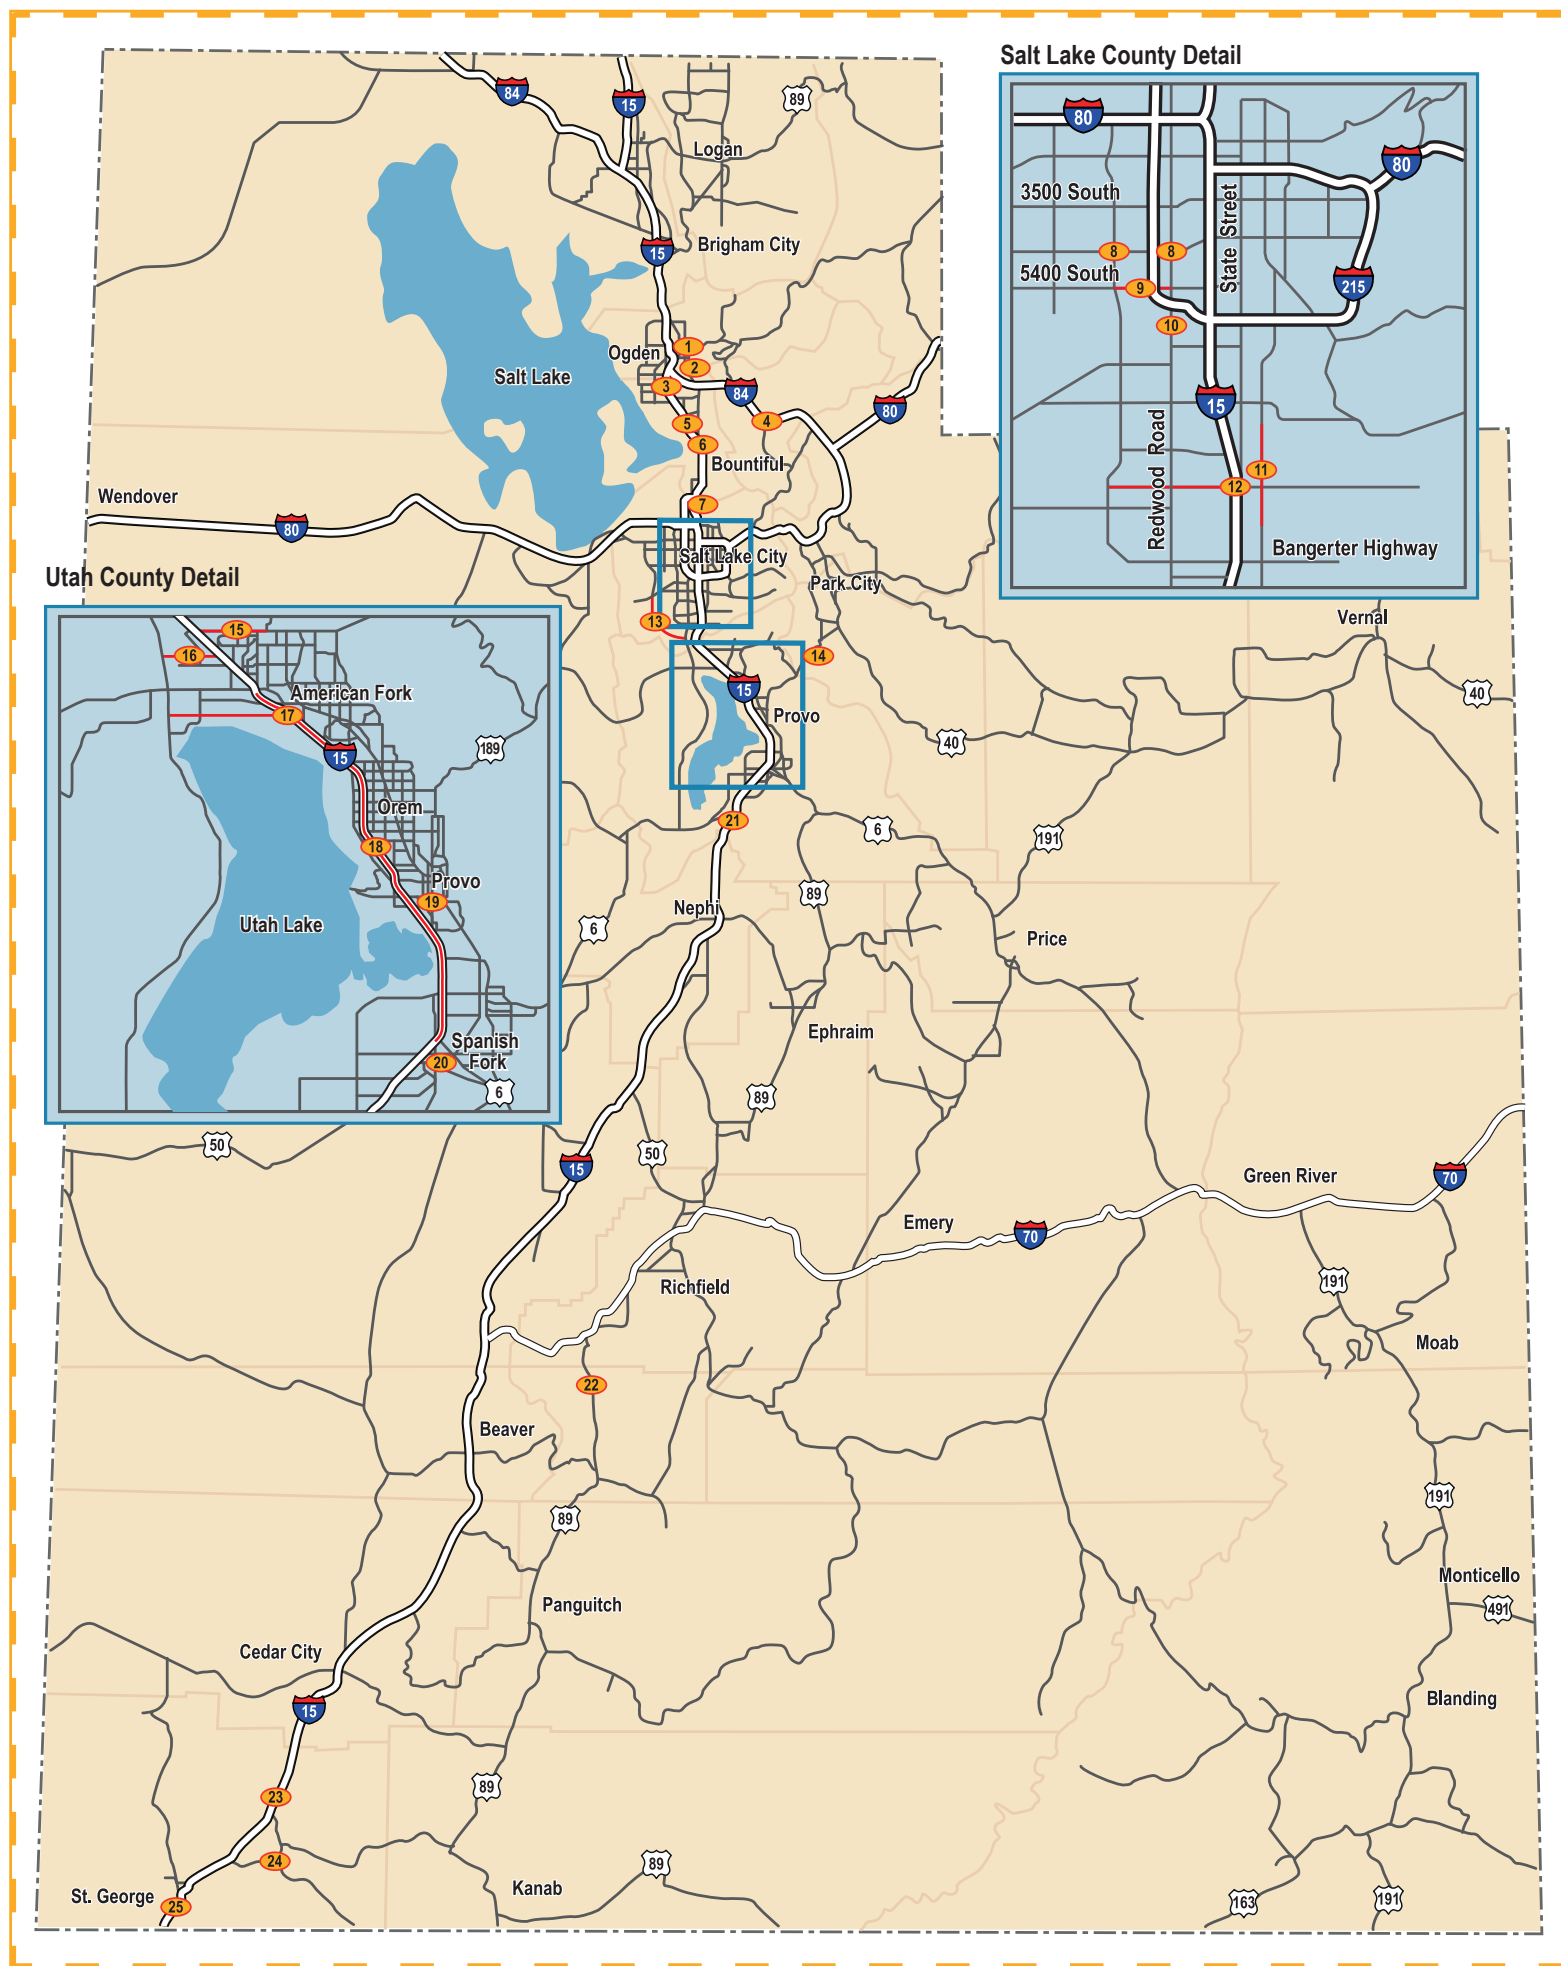 Salt Lake County Detail
84
15
89
80
Logan
80
3500 South
State Street
15
Brigham City
8
8
5400 South
9
215
10
Ogden
1
2
Salt Lake
3
84
15
80
4
5
6
Redwood Road
Bountiful
11
12
Wendover
7
80
Bangerter Highway
Salt Lake City
Utah County Detail
Park City
Vernal
13
14
15
16
15
40
American Fork
17
Provo
40
189
15
Orem
21
6
191
18
Provo
19
89
Nephi
Utah Lake
6
Price
Ephraim
Spanish
Fork
20
6
89
50
50
15
Green River
70
Emery
70
191
Richfield
Moab
22
Beaver
191
89
Monticello
Panguitch
491
Cedar City
Blanding
15
89
23
24
89
St. George
Kanab
25
163
191